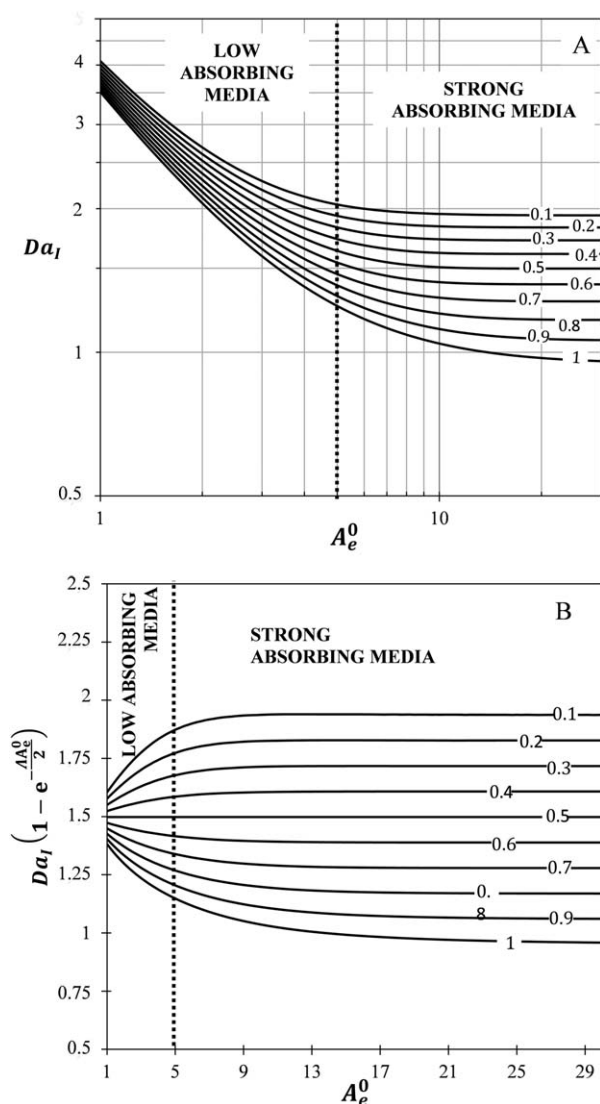 5
A
LOW
ABSORBING
MEDIA
STRONG
ABSORBING MEDIA
4
3
2
1
0.5
Da_I
0.1
0.2
0.3
0.4
0.5
0.6
0.7
0.8
0.9
1
1
10
A_e^0
2.5
2.25
2
1.75
1.5
1.25
1
0.75
0.5
Da_I (1 − e^{-ΛA_e^0/2})
LOW ABSORBING
MEDIA
B
STRONG
ABSORBING MEDIA
0.1
0.2
0.3
0.4
0.5
0.6
0.7
0.
8
0.9
1
1 5 9 13 17 21 25 29
A_e^0